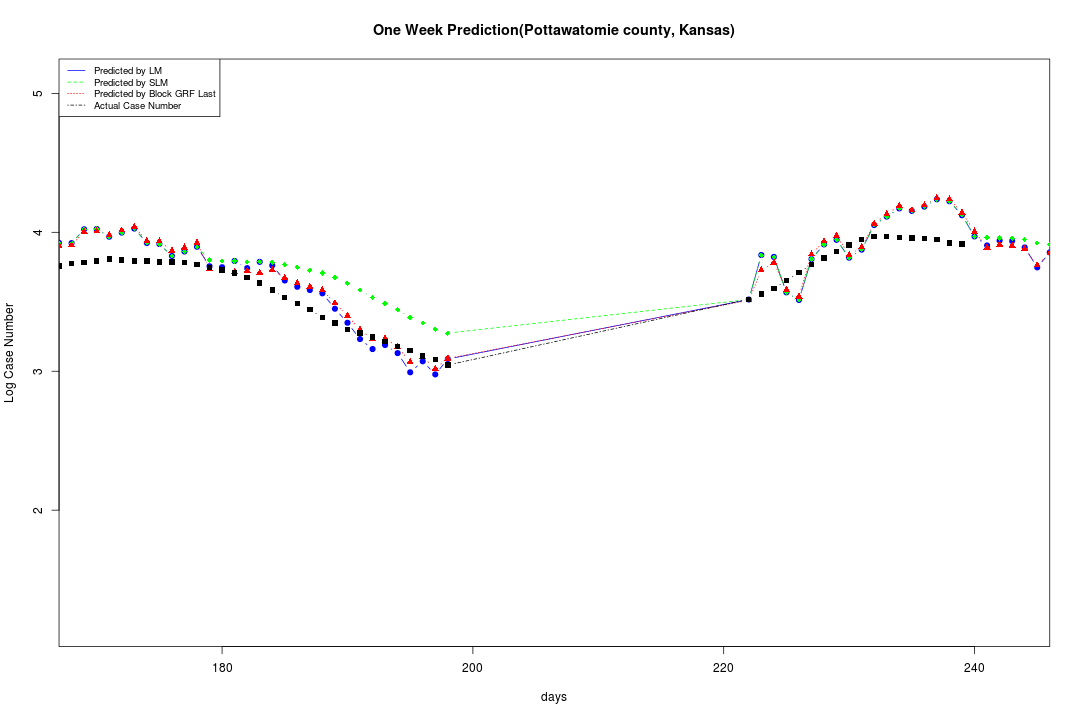 One Week Prediction(Pottawatomie county, Kansas)
Predicted by LM
Predicted by SLM
Predicted by Block GRF Last
Actual Case Number
5
4
3
2
Log Case Number
180
200
220
240
days